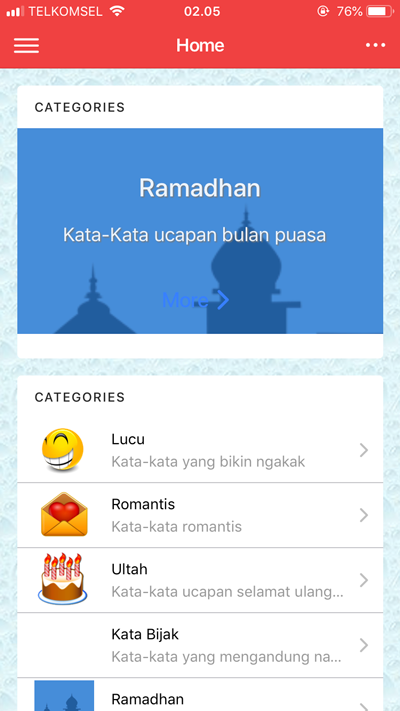 TELKOMSEL 02.05 76%
Home
CATEGORIES
Ramadhan
Kata-Kata ucapan bulan puasa
More
CATEGORIES
Lucu
Kata-kata yang bikin ngakak
Romantis
Kata-kata romantis
Ultah
Kata-kata ucapan selamat ulang...
Kata Bijak
Kata-kata yang mengandung na...
Ramadhan